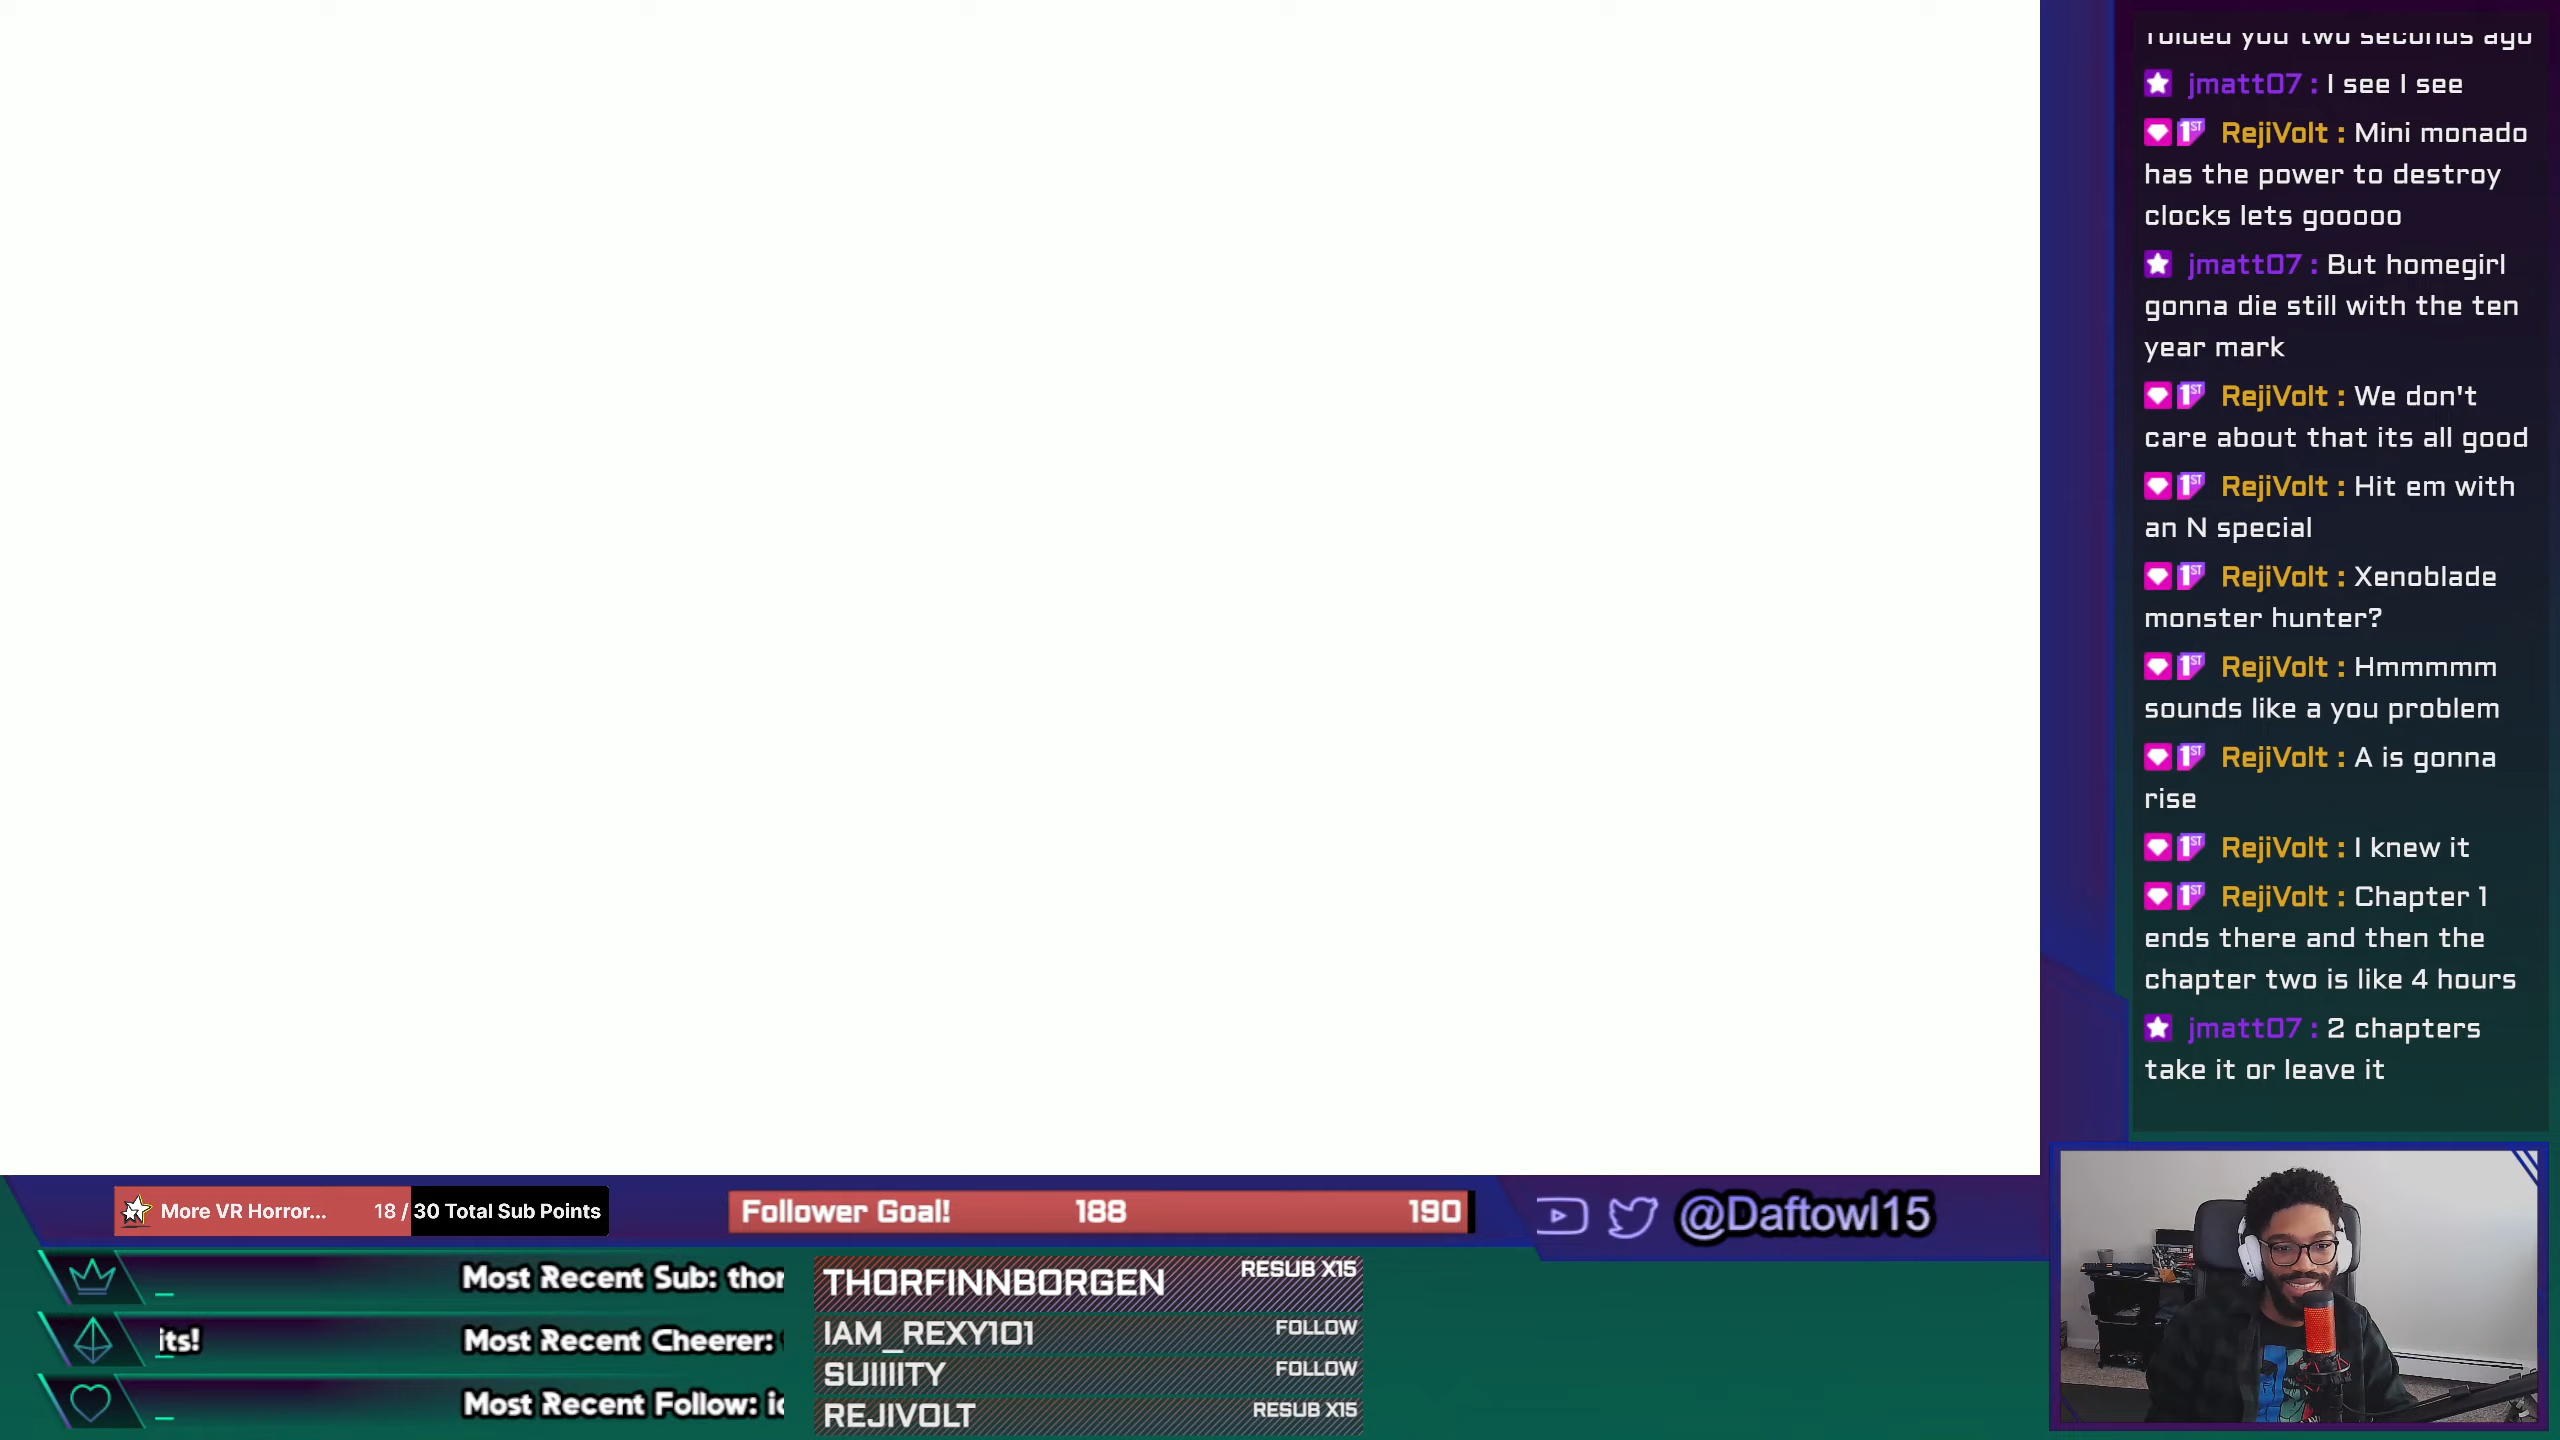 jmatt07 : I see I see
RejiVolt : Mini monado
has the power to destroy
clocks lets gooooo
jmatt07 : But homegirl
gonna die still with the ten
year mark
RejiVolt : We don't
care about that its all good
RejiVolt : Hit em with
an N special
RejiVolt : Xenoblade
monster hunter?
RejiVolt : Hmmmmm
sounds like a you problem
RejiVolt : A is gonna
rise
RejiVolt : I knew it
RejiVolt : Chapter 1
ends there and then the
chapter two is like 4 hours
jmatt07 : 2 chapters
take it or leave it
More VR Horror... 18 / 30 Total Sub Points
Follower Goal! 188 190
@Daftowl15
Most Recent Sub: thor
its! Most Recent Cheerer:
Most Recent Follow:
THORFINNBORGEN RESUB X15
IAM_REXY101 FOLLOW
SUIIIITY FOLLOW
REJIVOLT RESUB X15